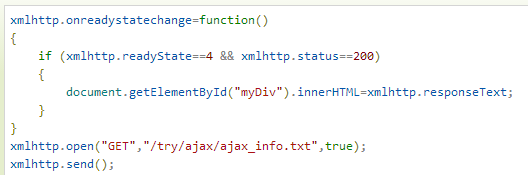 xmlhttp.onreadystatechange=function()
{
    if (xmlhttp.readyState==4 && xmlhttp.status==200)
    {
        document.getElementById("myDiv").innerHTML=xmlhttp.responseText;
    }
}
xmlhttp.open("GET","/try/ajax/ajax_info.txt",true);
xmlhttp.send();